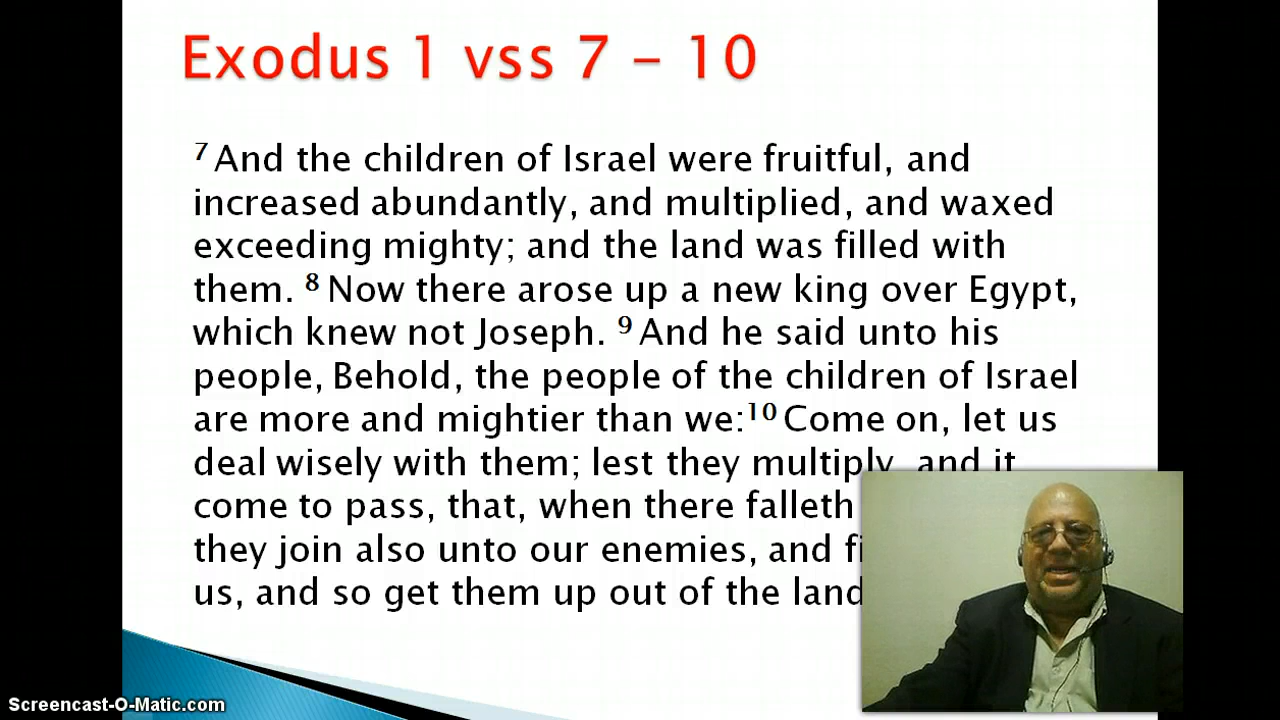 Exodus 1 vss 7 – 10
7 And the children of Israel were fruitful, and
increased abundantly, and multiplied, and waxed
exceeding mighty; and the land was filled with
them. 8 Now there arose up a new king over Egypt,
which knew not Joseph. 9 And he said unto his
people, Behold, the people of the children of Israel
are more and mightier than we:10 Come on, let us
deal wisely with them; lest they multiply, and it
come to pass, that, when there falleth
they join also unto our enemies, and
us, and so get them up out of the land
Screencast-O-Matic.com